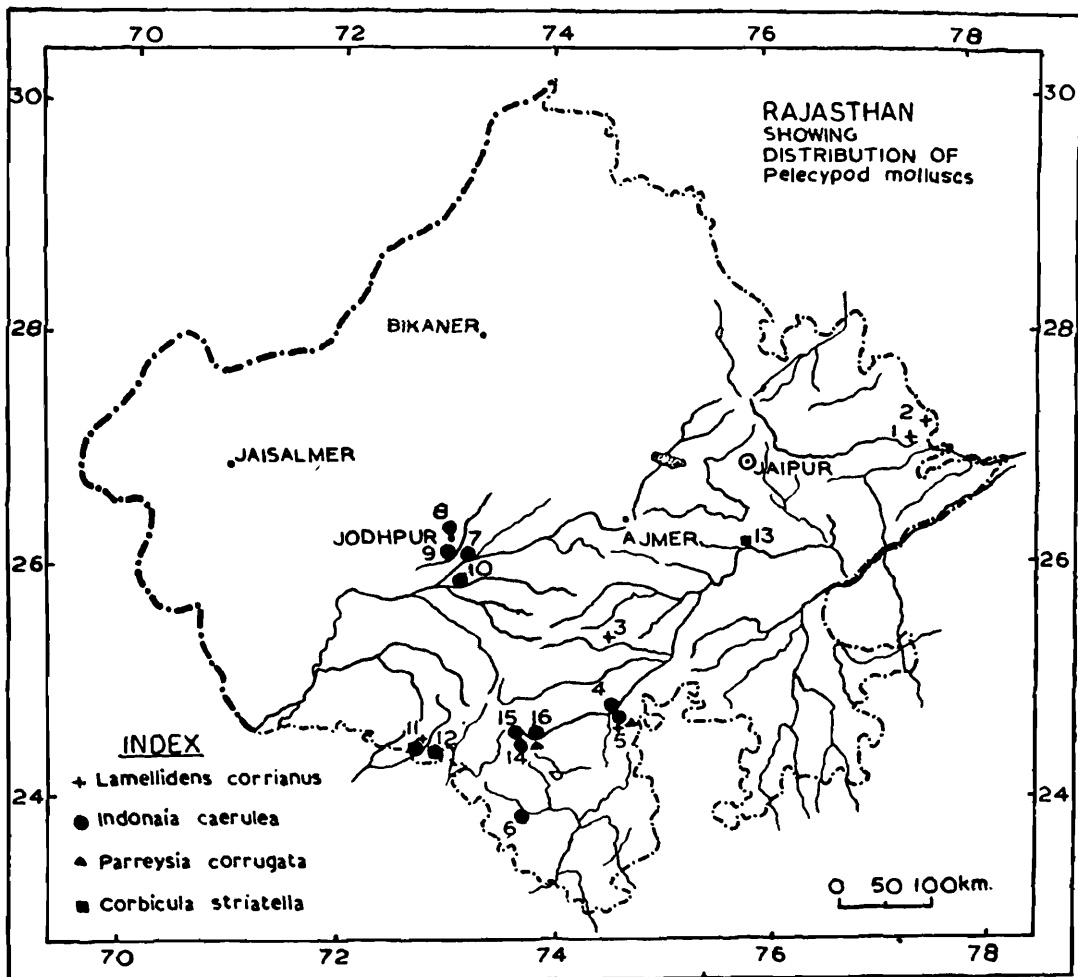 70 72 74 76 78
30 30
RAJASTHAN
SHOWING
DISTRIBUTION OF
Pelecypod molluscs
28 28
BIKANER
2
1
JAISALMER
JAIPUR
8
JODHPUR 7
AJMER 13
9
26 26
10
3
4
15 16
11 12
14 5
INDEX
Lamellidens corrianus
24 24
Indonaia caerulea
6
Parreysia corrugata
Corbicula striatella
0 50 100km.
70 72 74 76 78